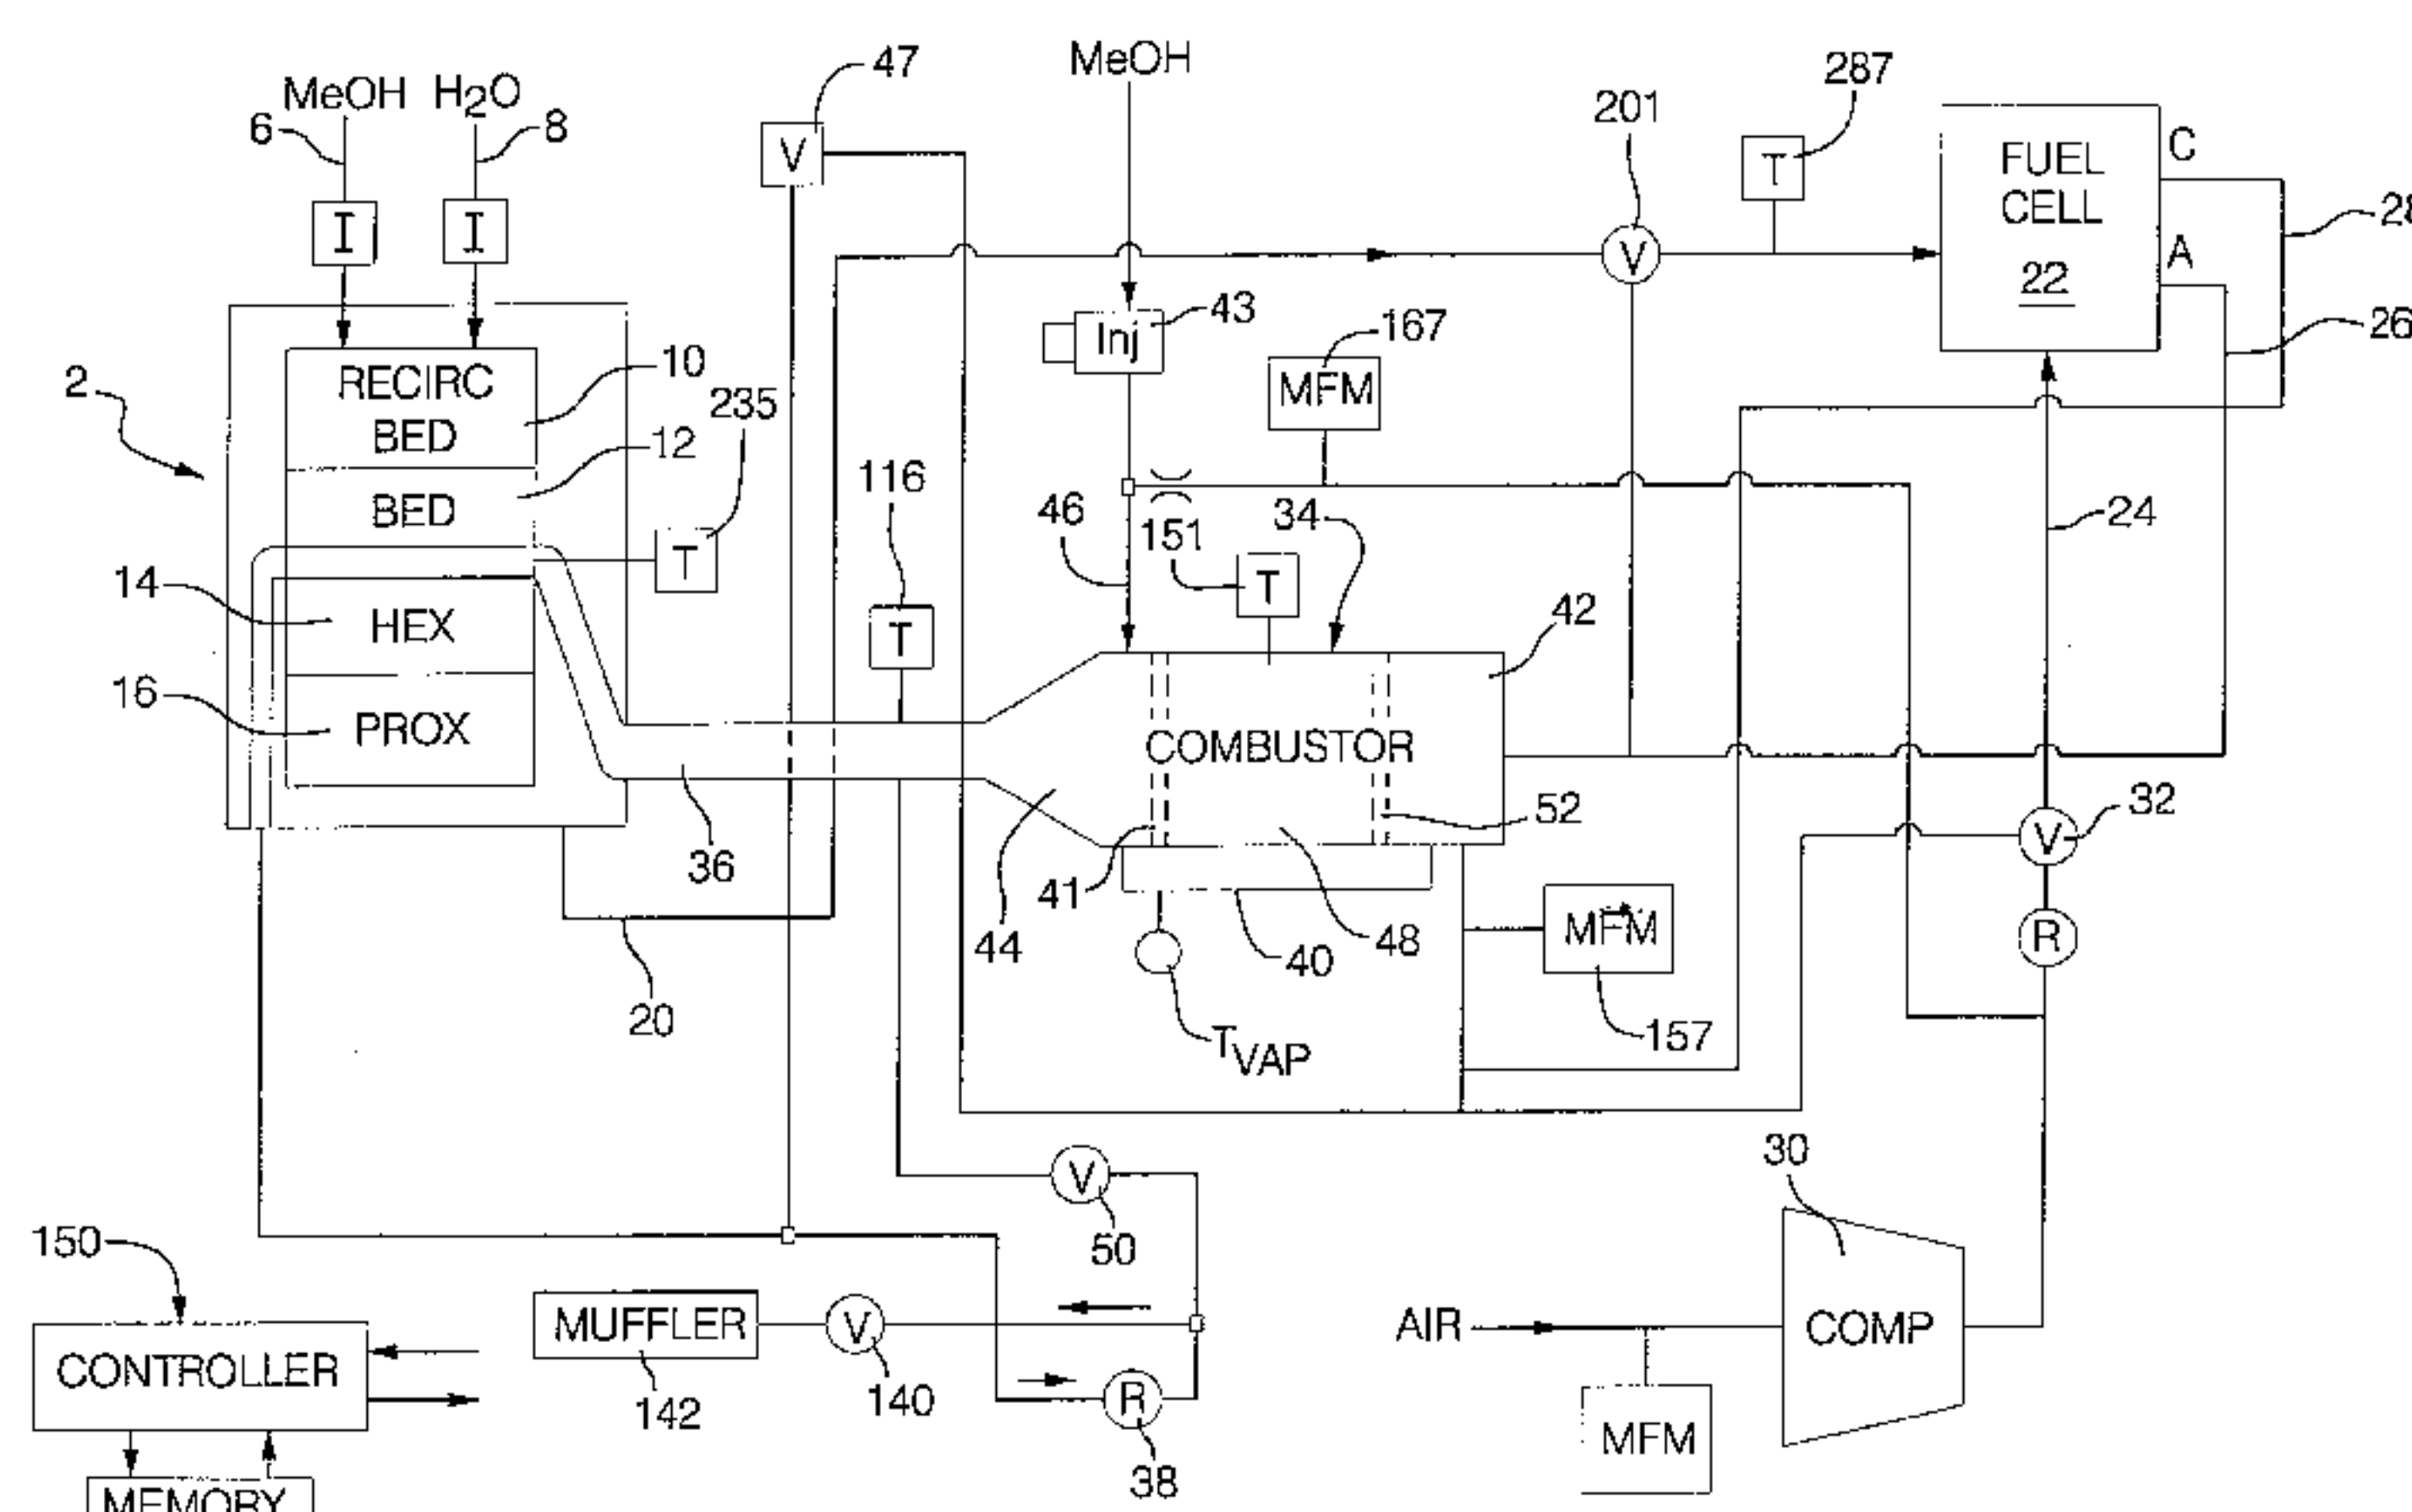 47
MeOH
287
MeOH H2O
201
6
8
C
V
FUEL
CELL
22
T
28
I
I
A
V
43
Inj
167
26
10
RECIRC
BED
2
235
MFM
12
116
BED
46
151
34
24
T
14
T
42
HEX
T
16
PROX
COMBUSTOR
52
32
36
V
41
44
48
40
MFM
R
20
TVAP
157
30
V
150
50
MUFFLER
V
AIR
COMP
CONTROLLER
142
140
R
MFM
38
MEMORY